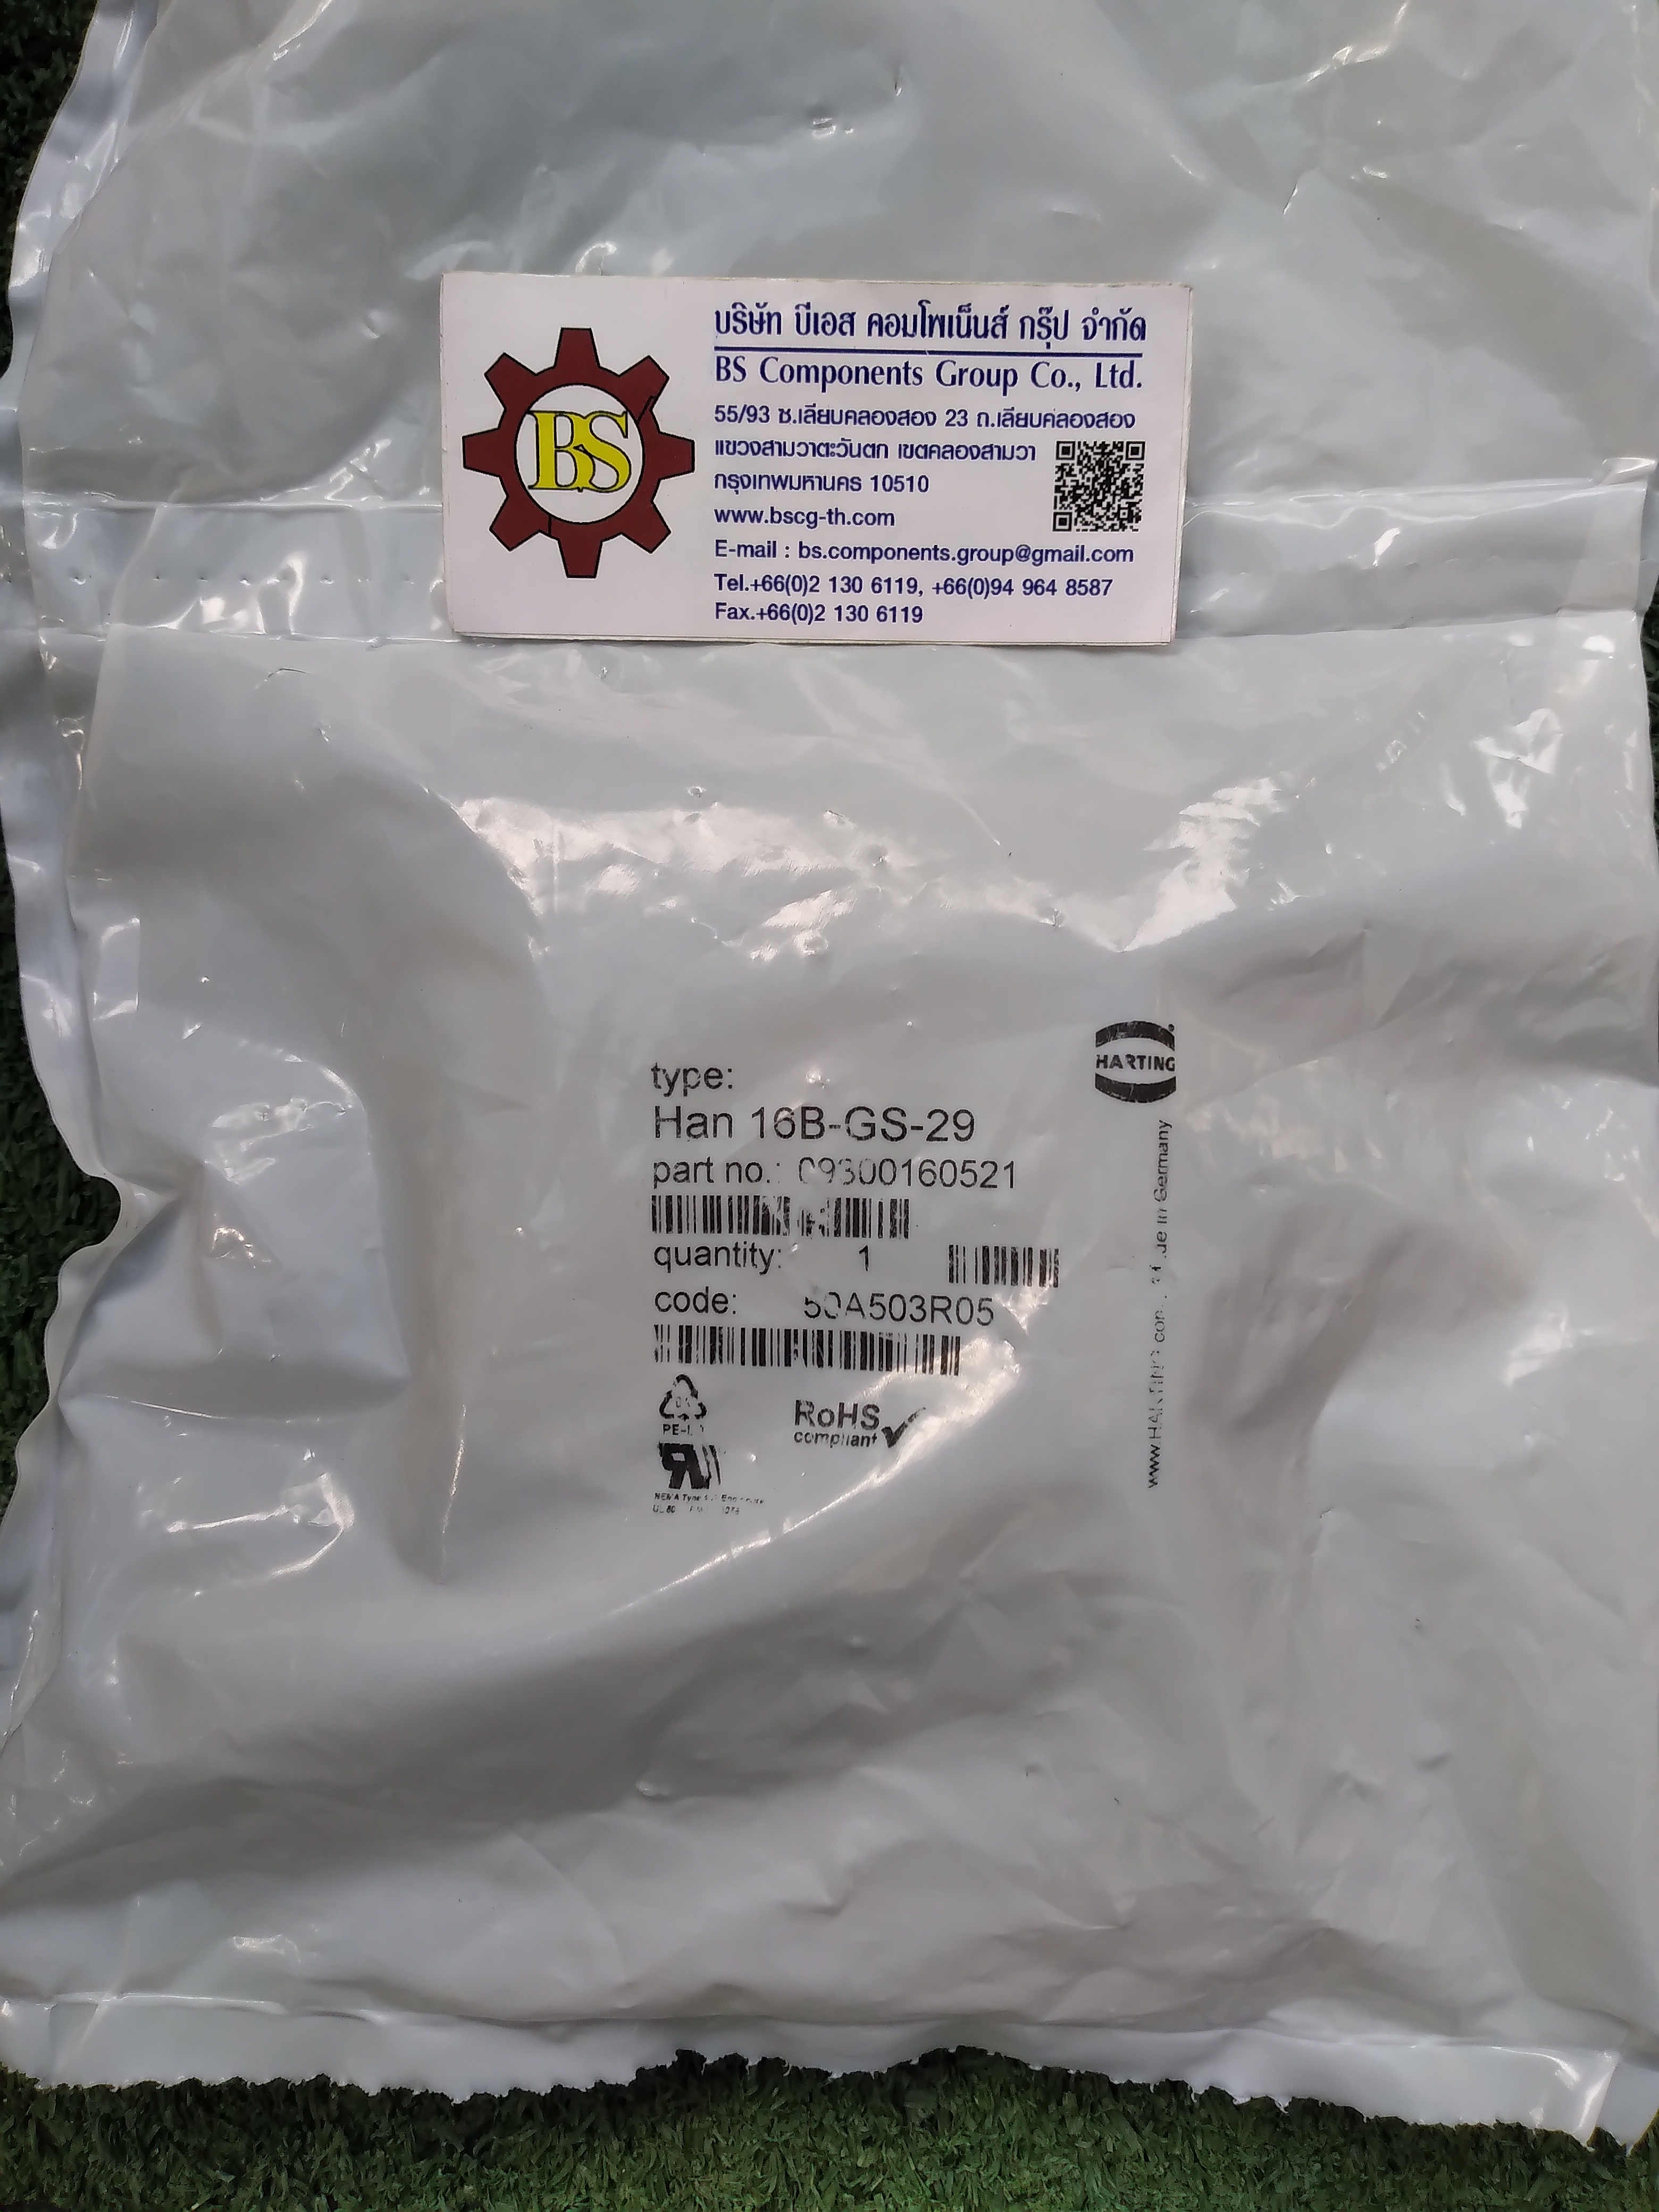 บริษัท บีเอส คอมโพเน็นส์ กรุ๊ป จำกัด
BS Components Group Co., Ltd.
BS
55/93 ซ.เลียบคลองสอง 23 ถ.เลียบคลองสอง
แขวงสามวาตะวันตก เขตคลองสามวา
กรุงเทพมหานคร 10510
www.bscg-th.com
E-mail : bs.components.group@gmail.com
Tel.+66(0)2 130 6119, +66(0)94 964 8587
Fax.+66(0)2 130 6119
HARTING
type:
Han 16B-GS-29
part no.: 09300160521
quantity: 1
code: 50A503R05
RoHS
compliant
NEMA Type
in Germany